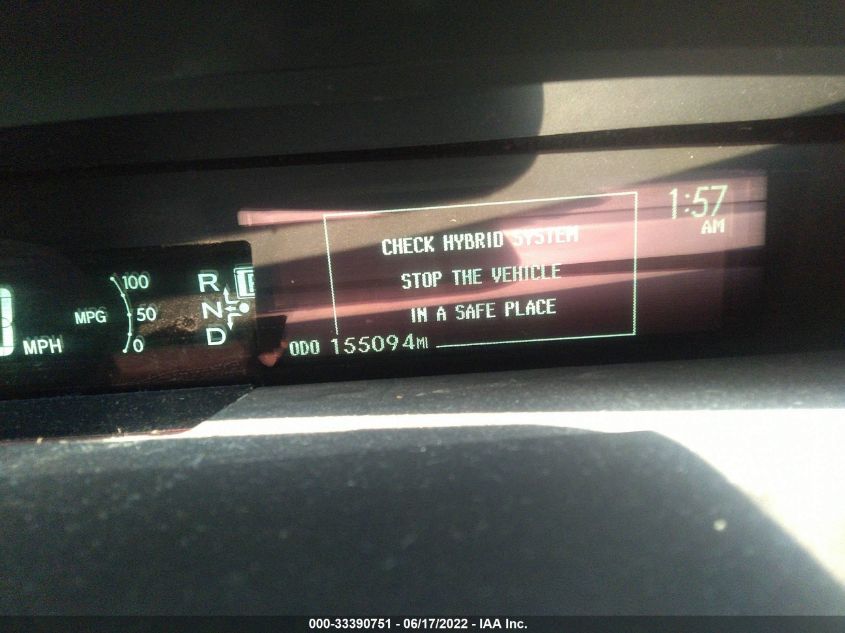 1:57
AM
CHECK HYBRID SYSTEM
STOP THE VEHICLE
IN A SAFE PLACE
ODO 155094MI
100
50
0
MPG
MPH
R
N
D
000-33390751 - 06/17/2022 - IAA Inc.